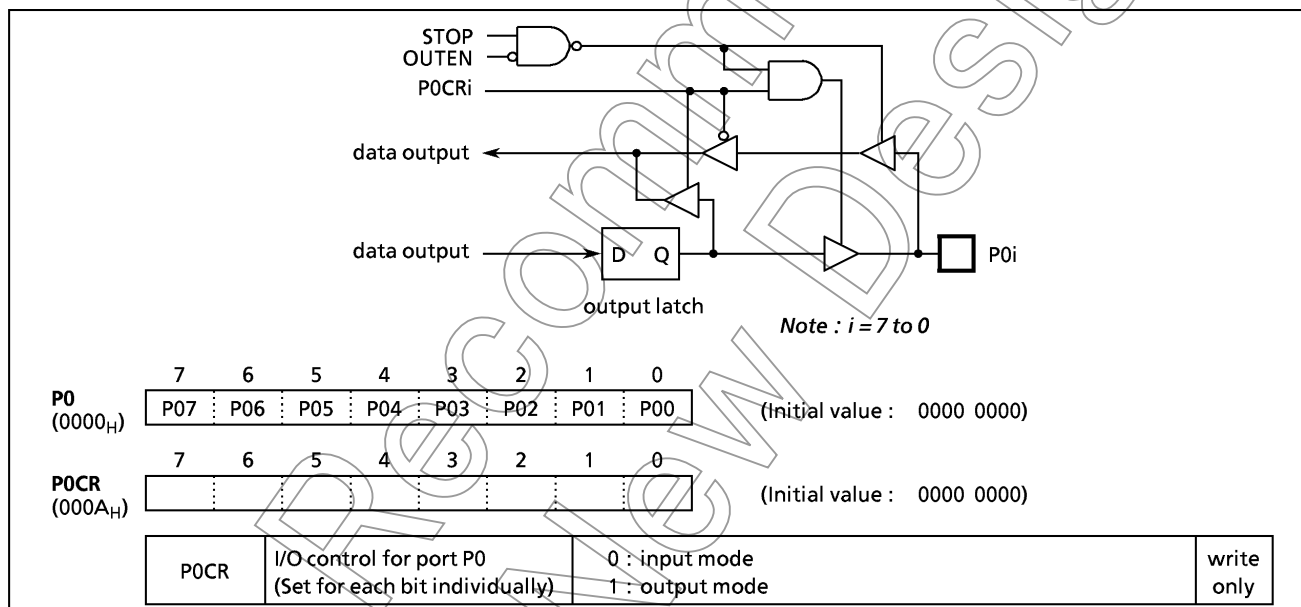 STOP
OUTEN
P0CRi
data output
data output
D Q
P0i
output latch
Note : i = 7 to 0
7 6 5 4 3 2 1 0
P0
(0000H)
P07 P06 P05 P04 P03 P02 P01 P00
(Initial value : 0000 0000)
7 6 5 4 3 2 1 0
P0CR
(000AH)
(Initial value : 0000 0000)
P0CR
I/O control for port P0
(Set for each bit individually)
0 : input mode
1 : output mode
write
only
Recomm
New Desig